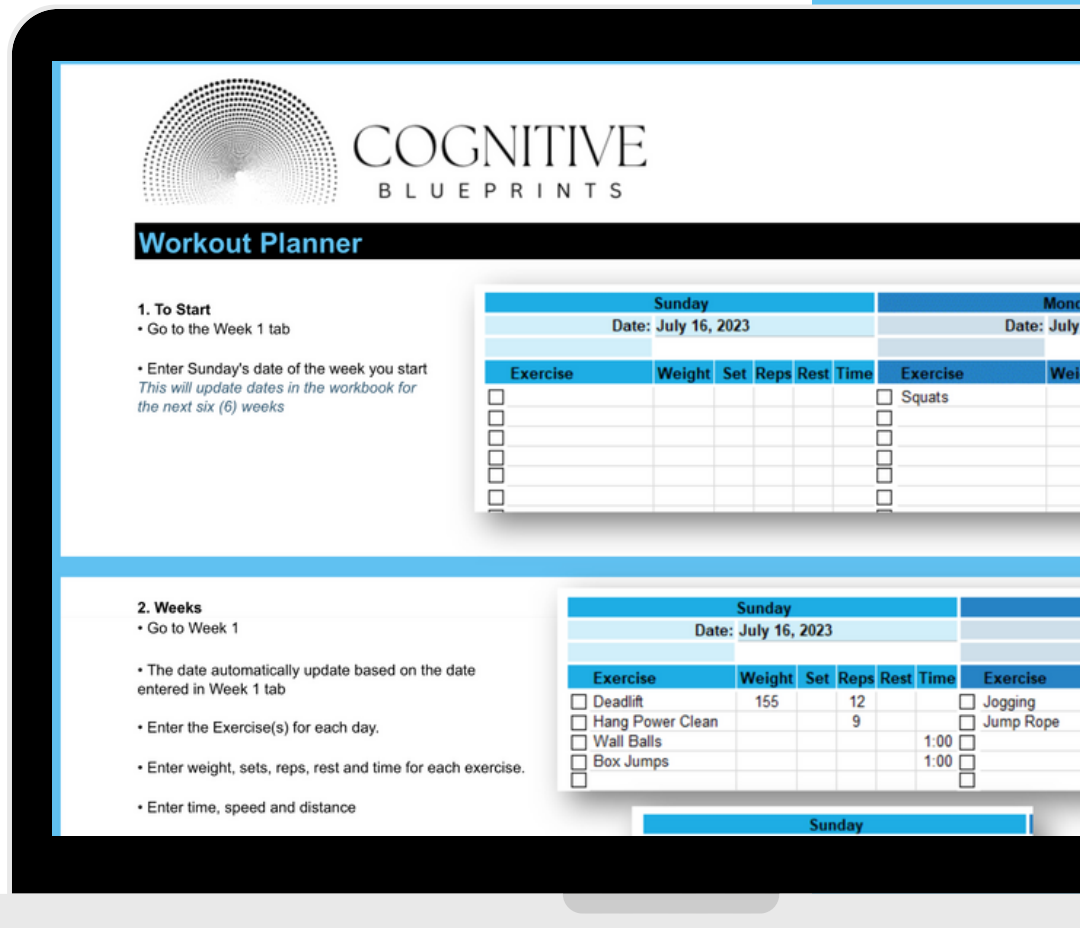 COGNITIVE
BLUEPRINTS
Workout Planner
1. To Start
• Go to the Week 1 tab
• Enter Sunday's date of the week you start
This will update dates in the workbook for
the next six (6) weeks
Sunday
Date: July 16, 2023
Exercise Weight Set Reps Rest Time
Date: July
Exercise
Squats
2. Weeks
• Go to Week 1
• The date automatically update based on the date
entered in Week 1 tab
• Enter the Exercise(s) for each day.
• Enter weight, sets, reps, rest and time for each exercise.
• Enter time, speed and distance
Sunday
Date: July 16, 2023
Exercise Weight Set Reps Rest Time Exercise
Deadlift 155 12 Jogging
Hang Power Clean 9 Jump Rope
Wall Balls 1:00
Box Jumps 1:00
Sunday